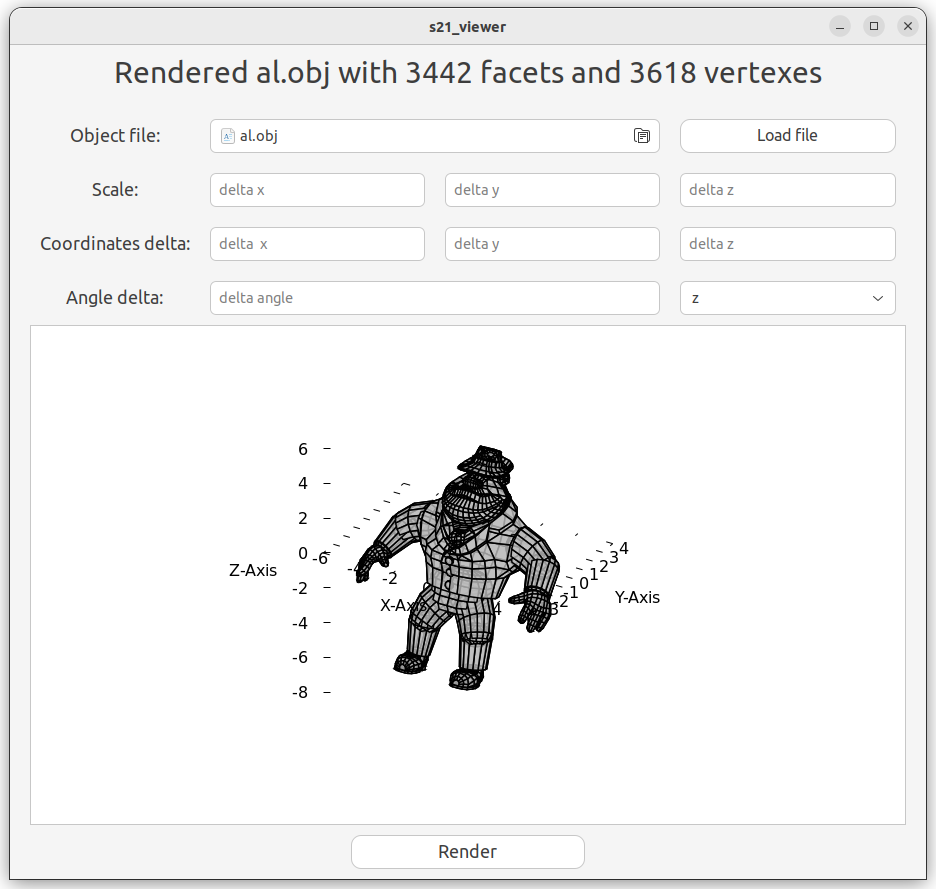 s21_viewer
Rendered al.obj with 3442 facets and 3618 vertexes
Object file: al.obj Load file
Scale: delta x delta y delta z
Coordinates delta: delta x delta y delta z
Angle delta: delta angle z
6
4
2
0
-2
-4
-6
-8
Z-Axis
-6
-4
-2
4
X-Axis
3
-2
-1
0
1
2
3
4
Y-Axis
Render